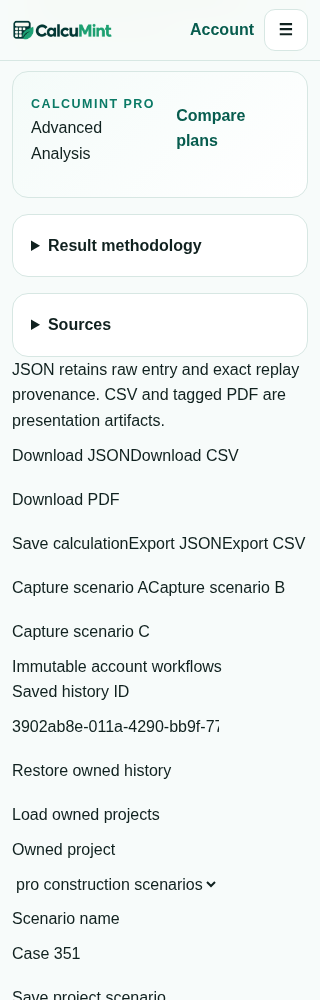 CalcuMint
Account
☰
CALCUMINT PRO
Advanced
Analysis
Compare
plans
Result methodology
Sources
JSON retains raw entry and exact replay
provenance. CSV and tagged PDF are
presentation artifacts.
Download JSONDownload CSV
Download PDF
Save calculationExport JSONExport CSV
Capture scenario ACapture scenario B
Capture scenario C
Immutable account workflows
Saved history ID
3902ab8e-011a-4290-bb9f-77
Restore owned history
Load owned projects
Owned project
pro construction scenarios
Scenario name
Case 351
Save project scenario